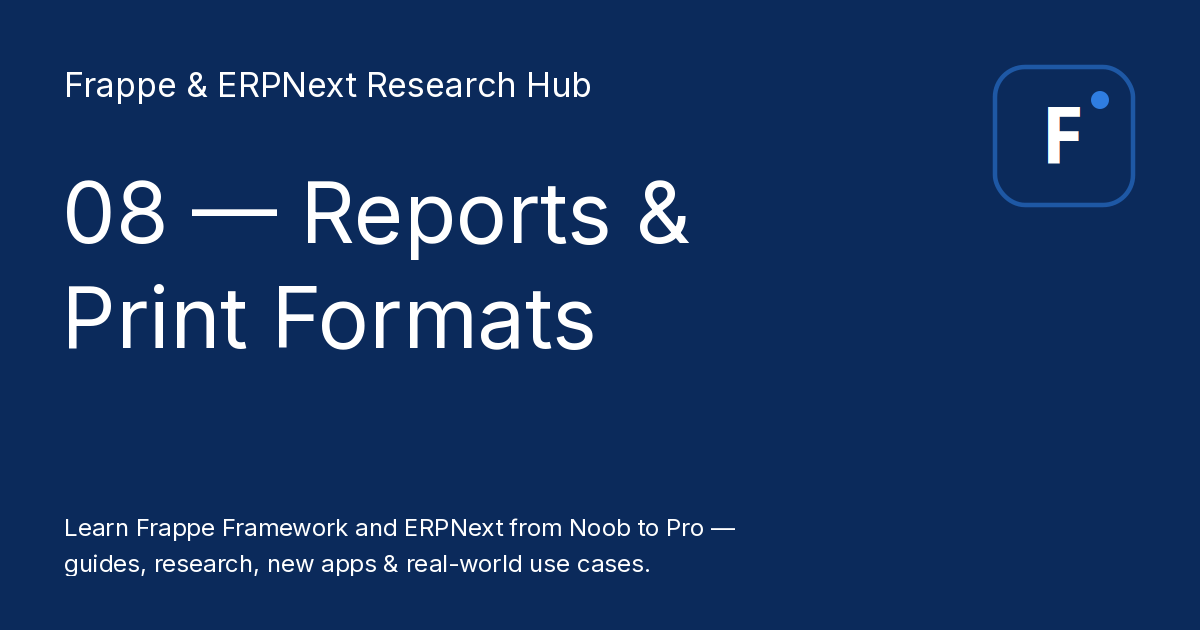 Frappe & ERPNext Research Hub
F
08 — Reports &
Print Formats
Learn Frappe Framework and ERPNext from Noob to Pro —
guides, research, new apps & real-world use cases.